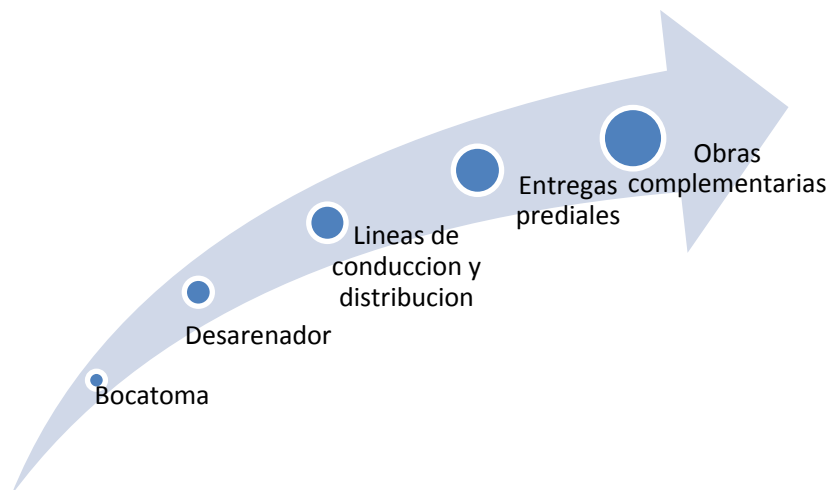 Bocatoma
Desarenador
Lineas de
conduccion y
distribucion
Entregas
prediales
Obras
complementarias